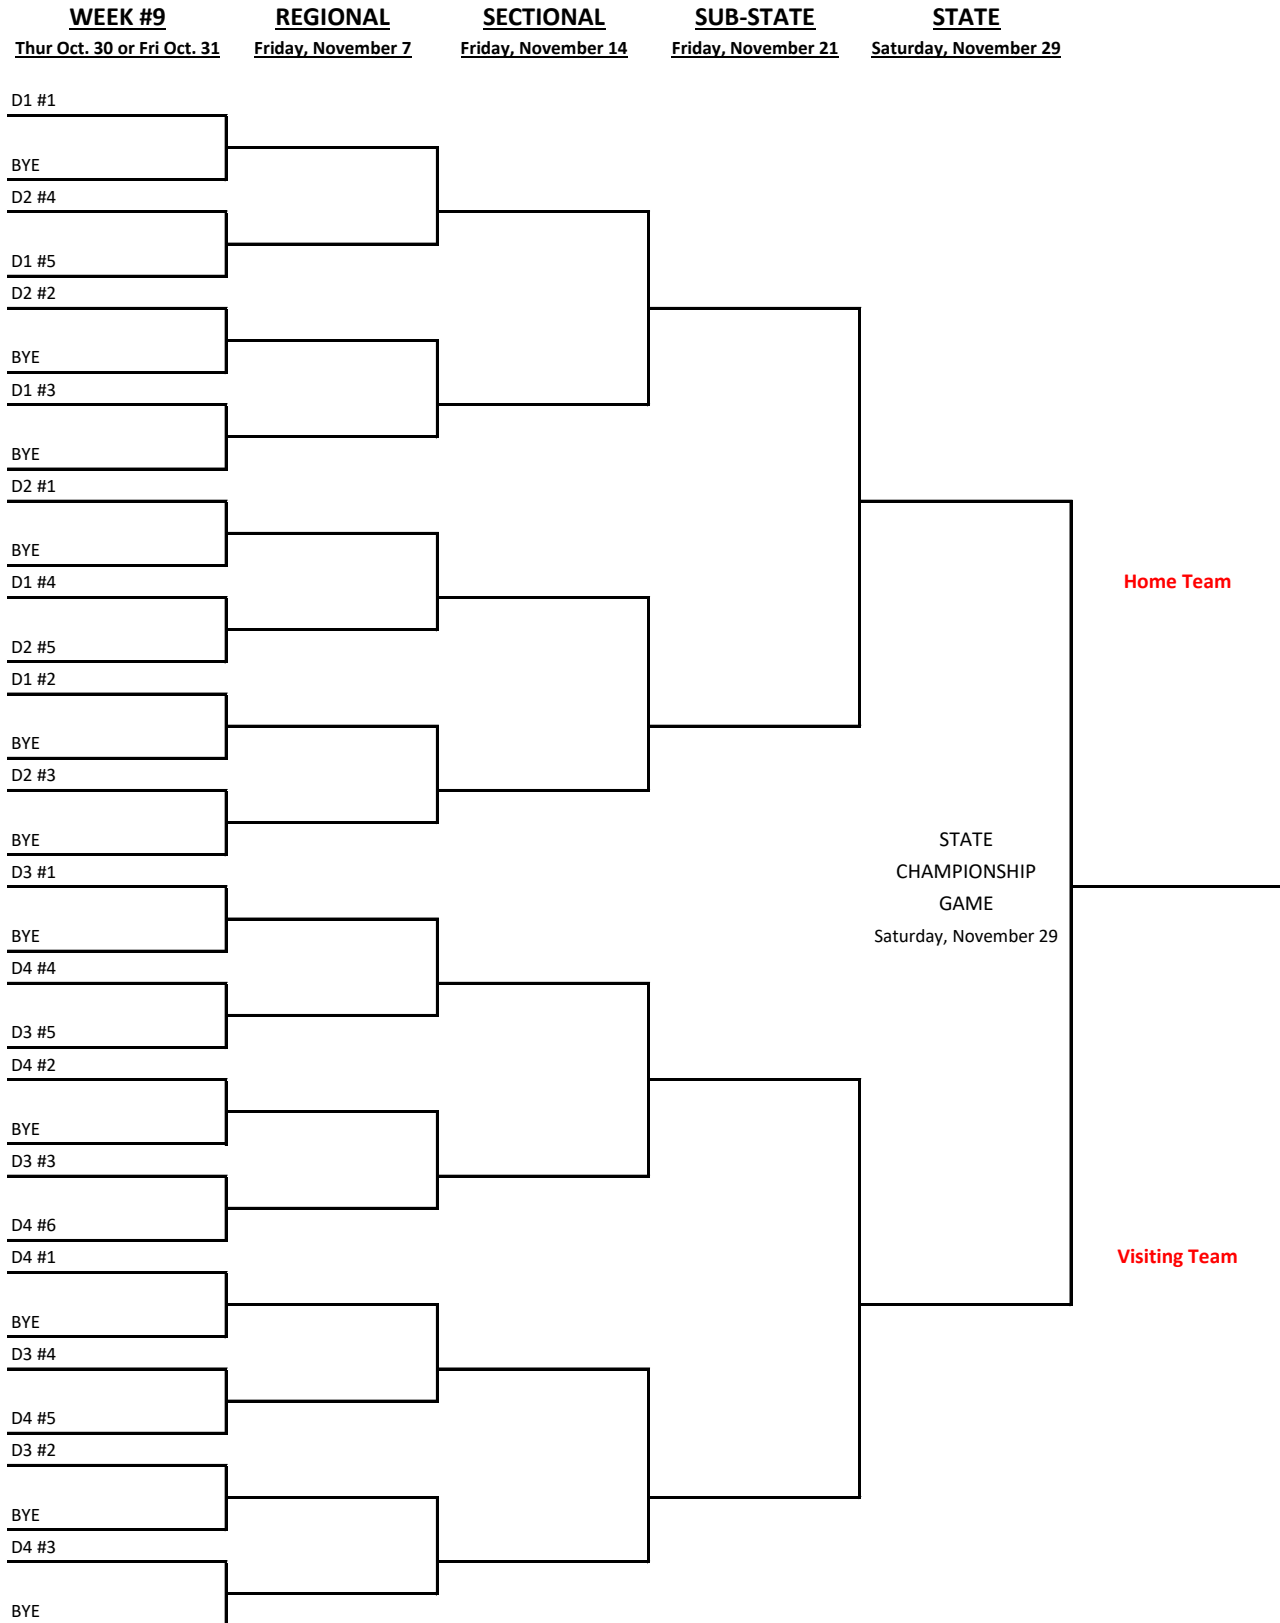 WEEK #9 REGIONAL SECTIONAL SUB-STATE STATE
Thur Oct. 30 or Fri Oct. 31 Friday, November 7 Friday, November 14 Friday, November 21 Saturday, November 29
D1 #1
BYE
D2 #4
D1 #5
D2 #2
BYE
D1 #3
BYE
D2 #1
BYE
D1 #4
Home Team
D2 #5
D1 #2
BYE
D2 #3
BYE
STATE
CHAMPIONSHIP
GAME
Saturday, November 29
D3 #1
BYE
D4 #4
D3 #5
D4 #2
BYE
D3 #3
D4 #6
D4 #1
Visiting Team
BYE
D3 #4
D4 #5
D3 #2
BYE
D4 #3
BYE